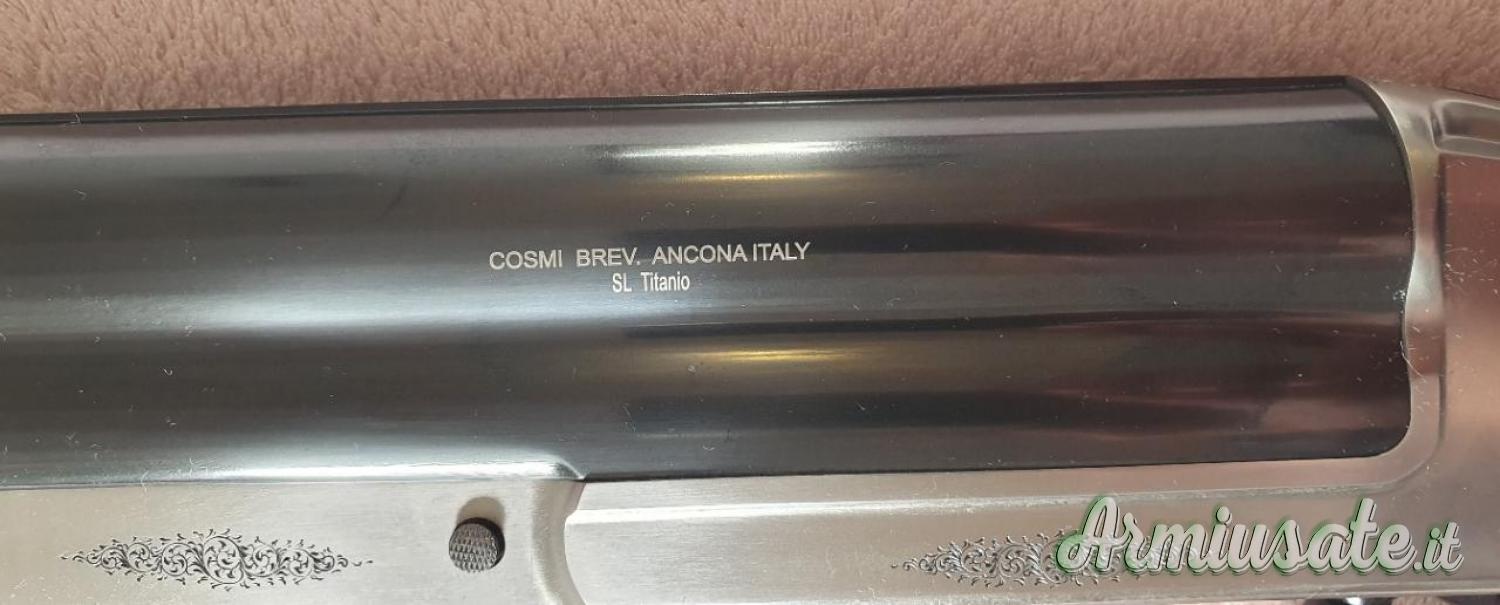 COSMI BREV. ANCONA ITALY
SL Titanio
Armiusate.it